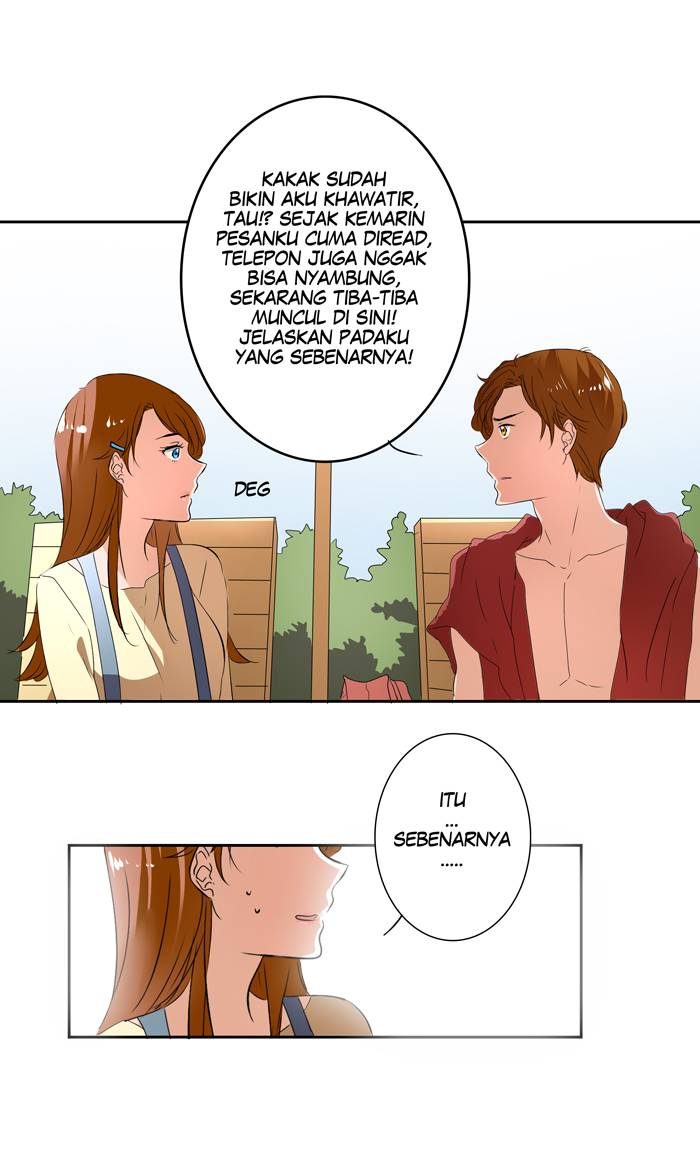 KAKAK SUDAH
BIKIN AKU KHAWATIR,
TAU!? SEJAK KEMARIN
PESANKU CUMA DIREAD,
TELEPON JUGA NGGAK
BISA NYAMBUNG,
SEKARANG TIBA-TIBA
MUNCUL DI SINI!
JELASKAN PADAKU
YANG SEBENARNYA!
DEG
ITU
...
SEBENARNYA
.....